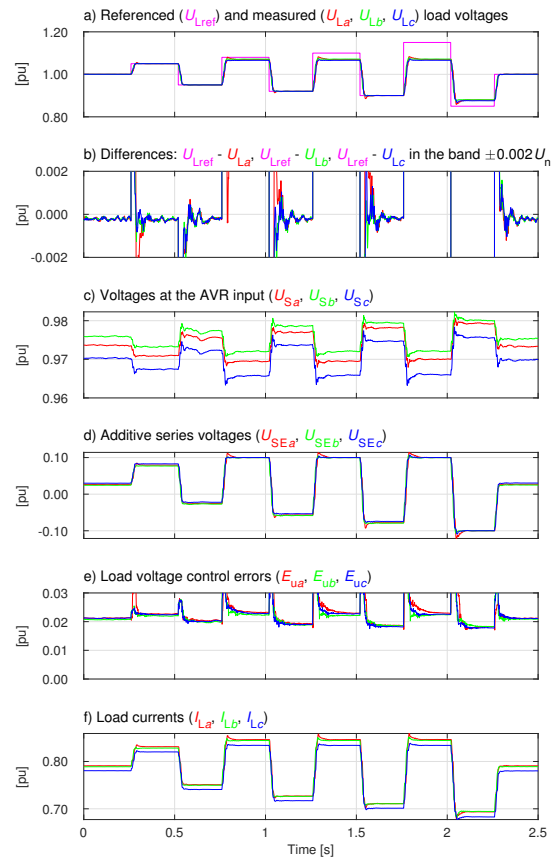 a) Referenced (ULref) and measured (ULa, ULb, ULc) load voltages
1.20
1.00
0.80
[pu]
b) Differences: ULref - ULa, ULref - ULb, ULref - ULc in the band ±0.002Un
0.002
0.000
-0.002
[pu]
c) Voltages at the AVR input (USa, USb, USc)
0.98
0.97
0.96
[pu]
d) Additive series voltages (USEa, USEb, USEc)
0.10
0.00
-0.10
[pu]
e) Load voltage control errors (Eua, Eub, Euc)
0.03
0.02
0.01
0.00
[pu]
f) Load currents (ILa, ILb, ILc)
0.80
0.70
[pu]
0 0.5 1.0 1.5 2.0 2.5
Time [s]